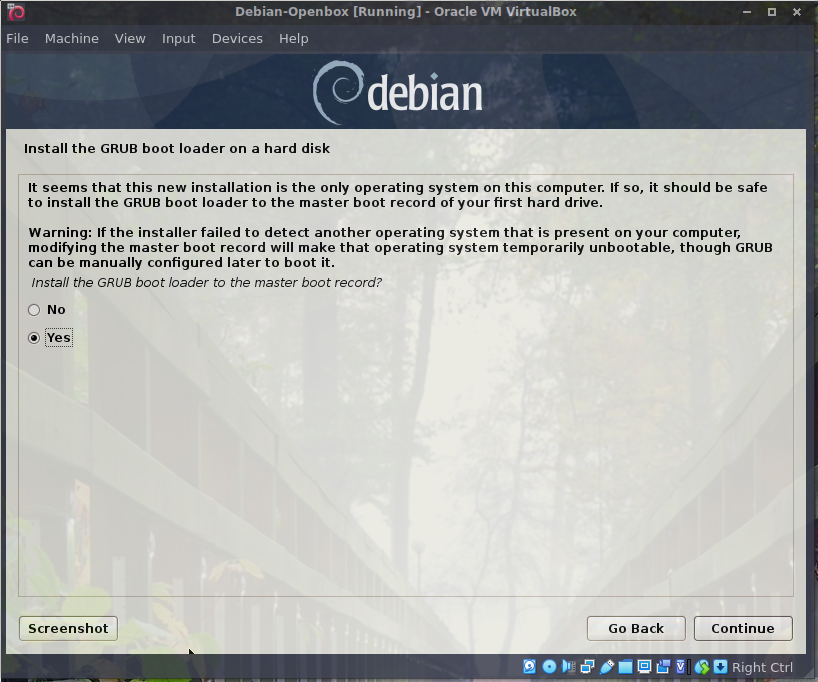 Debian-Openbox [Running] - Oracle VM VirtualBox
File Machine View Input Devices Help
debian
Install the GRUB boot loader on a hard disk
It seems that this new installation is the only operating system on this computer. If so, it should be safe
to install the GRUB boot loader to the master boot record of your first hard drive.
Warning: If the installer failed to detect another operating system that is present on your computer,
modifying the master boot record will make that operating system temporarily unbootable, though GRUB
can be manually configured later to boot it.
Install the GRUB boot loader to the master boot record?
No
Yes
Screenshot Go Back Continue
Right Ctrl